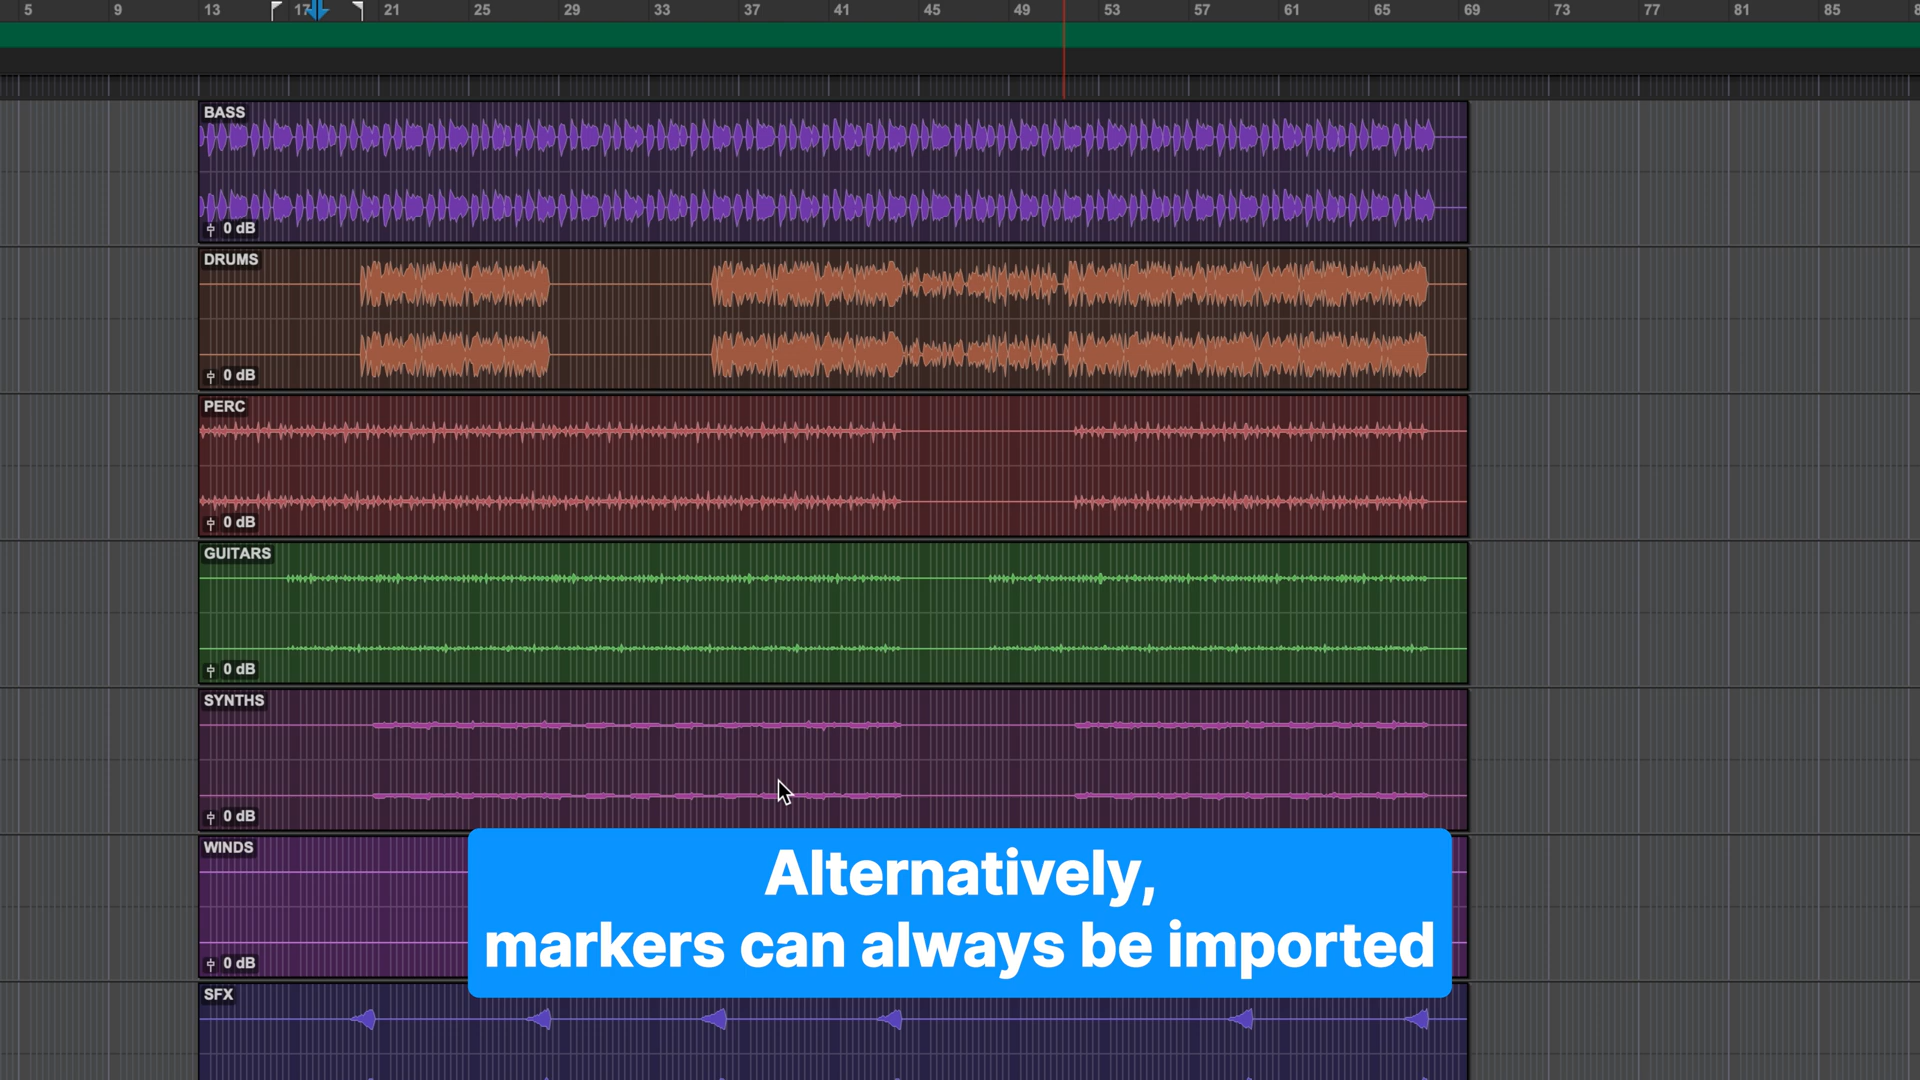 5 9 13 17 21 25 29 33 37 41 45 49 53 57 61 65 69 73 77 81 85
BASS
0 dB
DRUMS
0 dB
PERC
0 dB
GUITARS
0 dB
SYNTHS
0 dB
WINDS
Alternatively,
markers can always be imported
0 dB
SFX